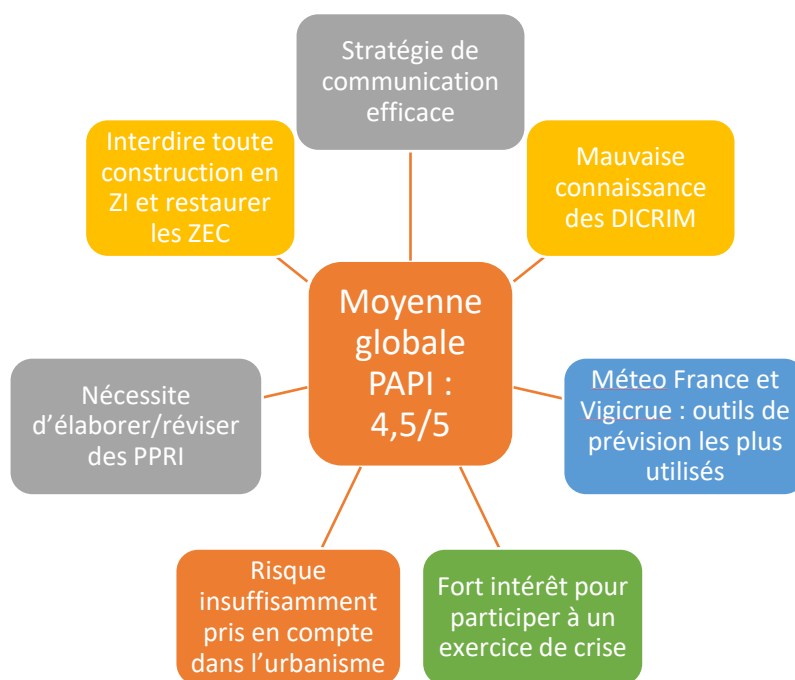 Stratégie de
communication
efficace
Interdire toute
construction en
ZI et restaurer
les ZEC
Mauvaise
connaissance
des DICRIM
Moyenne
globale
PAPI :
4,5/5
Nécessite
d'élaborer/réviser
des PPRI
Méteo France et
Vigicrue : outils de
prévision les plus
utilisés
Risque
insuffisamment
pris en compte
dans l'urbanisme
Fort intérêt pour
participer à un
exercice de crise